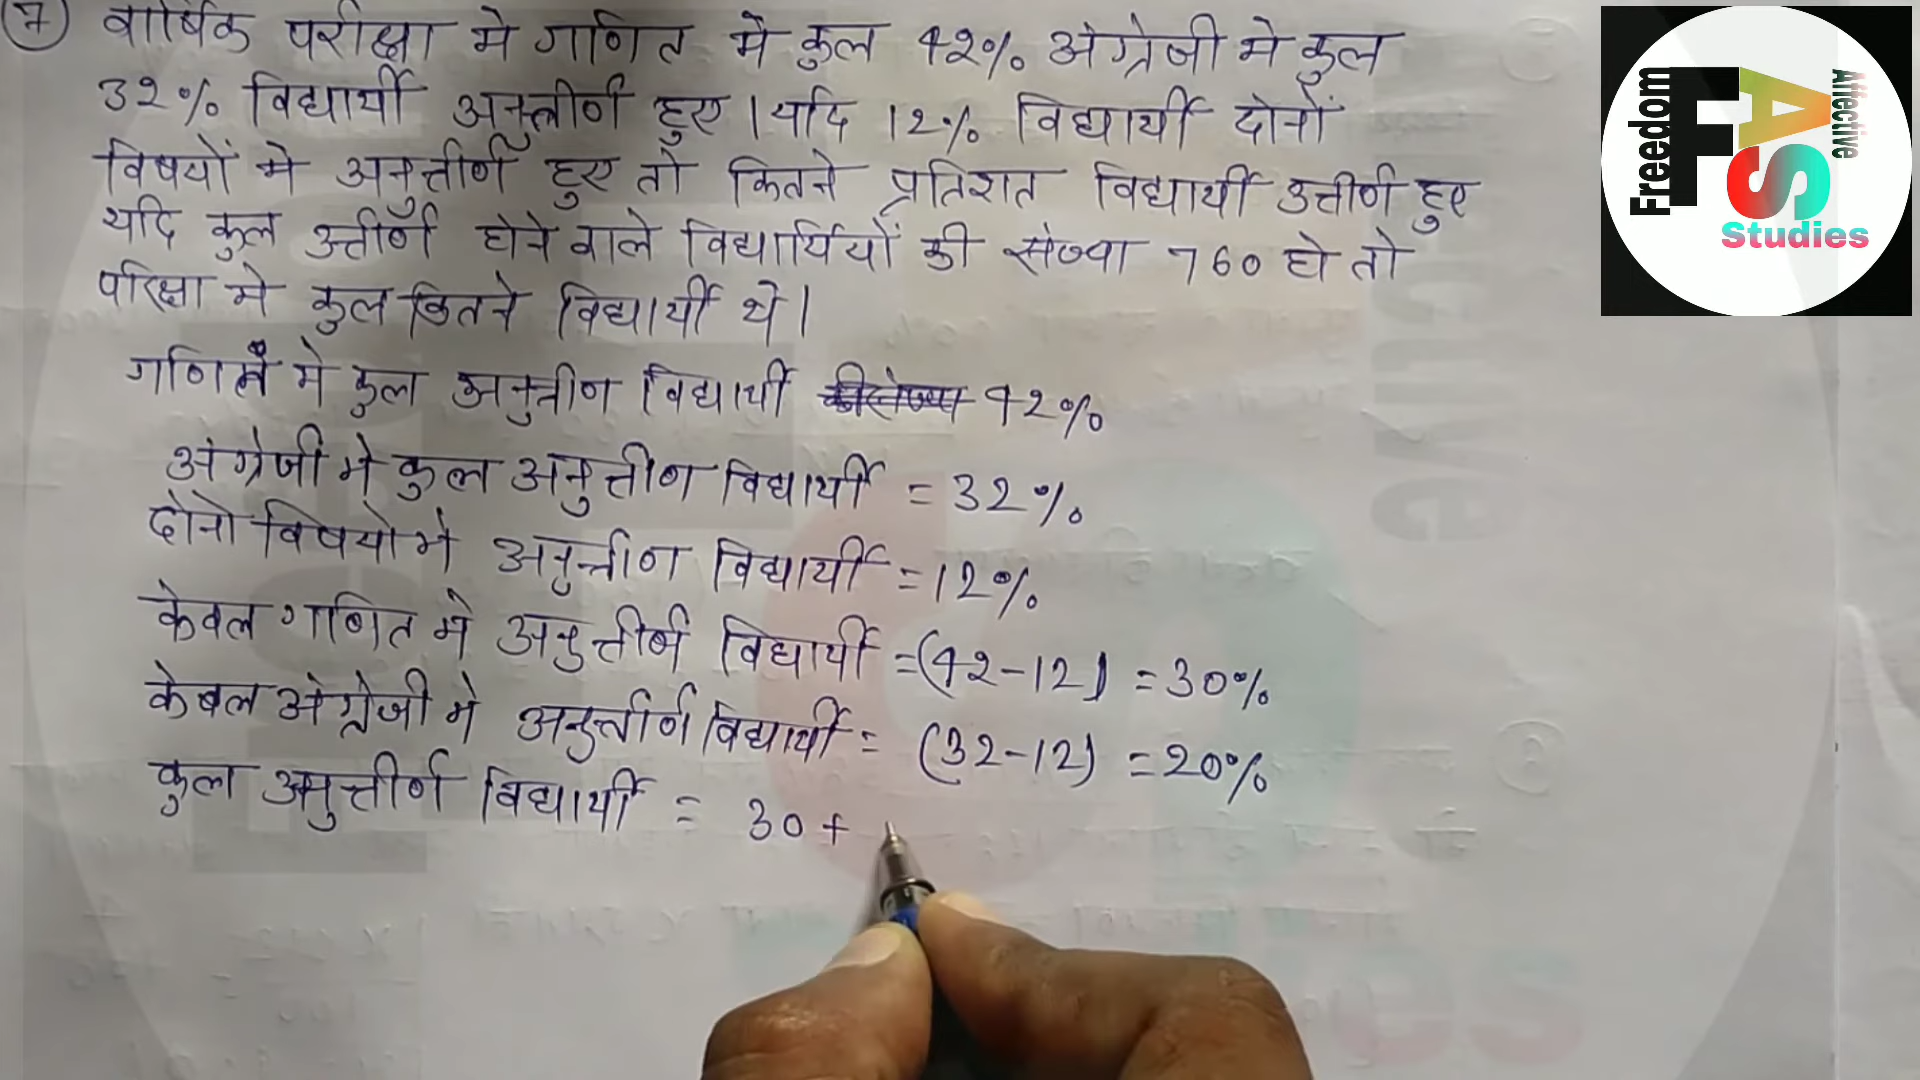 7 वार्षिक परीक्षा मे गणित मे कुल 42% अंग्रेजी मे कुल
32% विद्यार्थी अनुत्तीर्ण हुए । यदि 12% विद्यार्थी दोनों
विषयों मे अनुत्तीर्ण हुए तो कितने प्रतिशत विद्यार्थी उत्तीर्ण हुए
यदि कुल उत्तीर्ण होने वाले विद्यार्थियों की संख्या 760 हो तो
परिक्षा मे कुल कितने विद्यार्थी थे।
गणित मे कुल अनुत्तीण विद्यार्थी 42%
अंग्रेजी मे कुल अनुत्तीण विद्यार्थी = 32%
दोनो विषयो मे अनुत्तीण विद्यार्थी = 12%
केवल गणित मे अनुत्तीर्ण विद्यार्थी = (42-12) = 30%
केबल अंग्रेजी मे अनुत्तीर्ण विद्यार्थी = (32-12) = 20%
कुल अनुत्तीर्ण विद्यार्थी = 30 +
Freedom
Affective
FAS
Studies